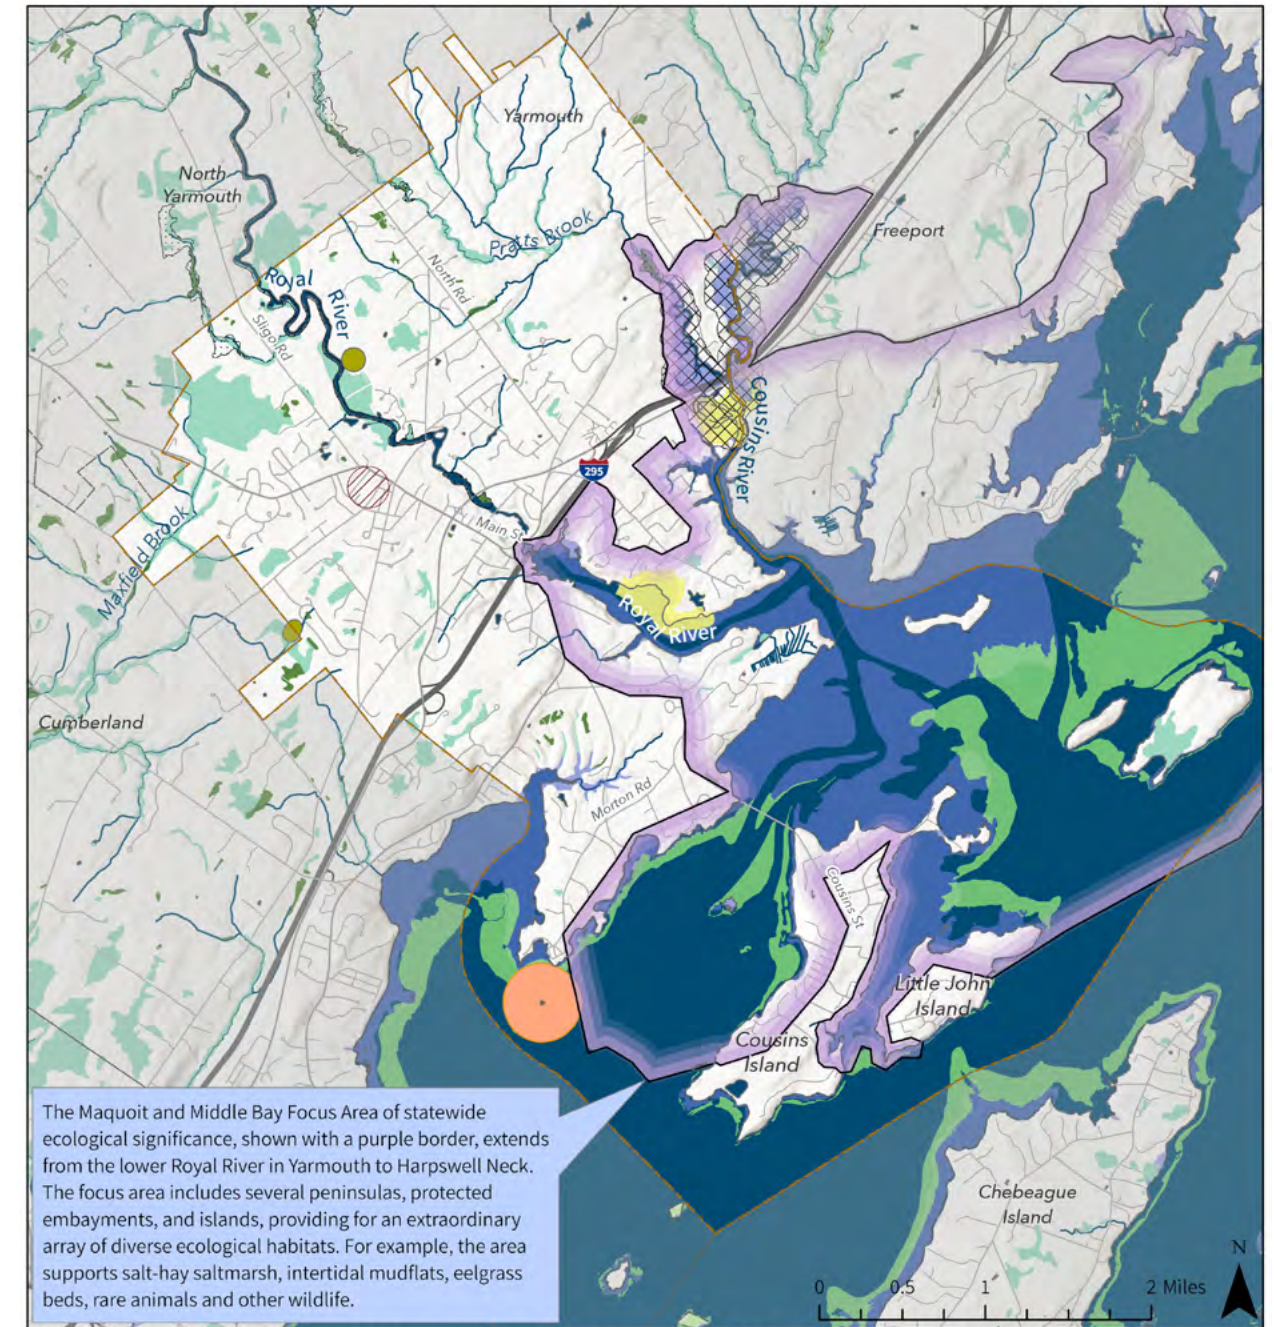 Yarmouth
North
Yarmouth
Freeport
Pratts Brook
North Rd
Royal
River
Sligo Rd
Cousins River
295
Main St
Maxfield Brook
Royal River
Cumberland
Morton Rd
Cousins St
Little John
Island
Cousins
Island
The Maquoit and Middle Bay Focus Area of statewide
ecological significance, shown with a purple border, extends
from the lower Royal River in Yarmouth to Harpswell Neck.
The focus area includes several peninsulas, protected
embayments, and islands, providing for an extraordinary
array of diverse ecological habitats. For example, the area
supports salt-hay saltmarsh, intertidal mudflats, eelgrass
beds, rare animals and other wildlife.
Chebeague
Island
N
0 0.5 1 2 Miles